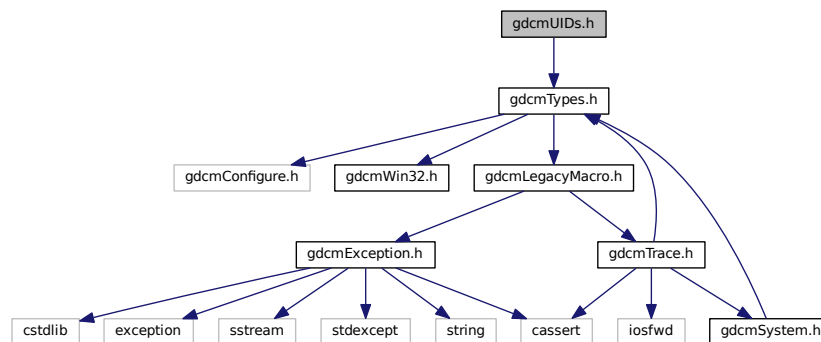 gdcmUIDs.h
gdcmTypes.h
gdcmConfigure.h
gdcmWin32.h
gdcmLegacyMacro.h
gdcmException.h
gdcmTrace.h
cstdlib
exception
sstream
stdexcept
string
cassert
iosfwd
gdcmSystem.h